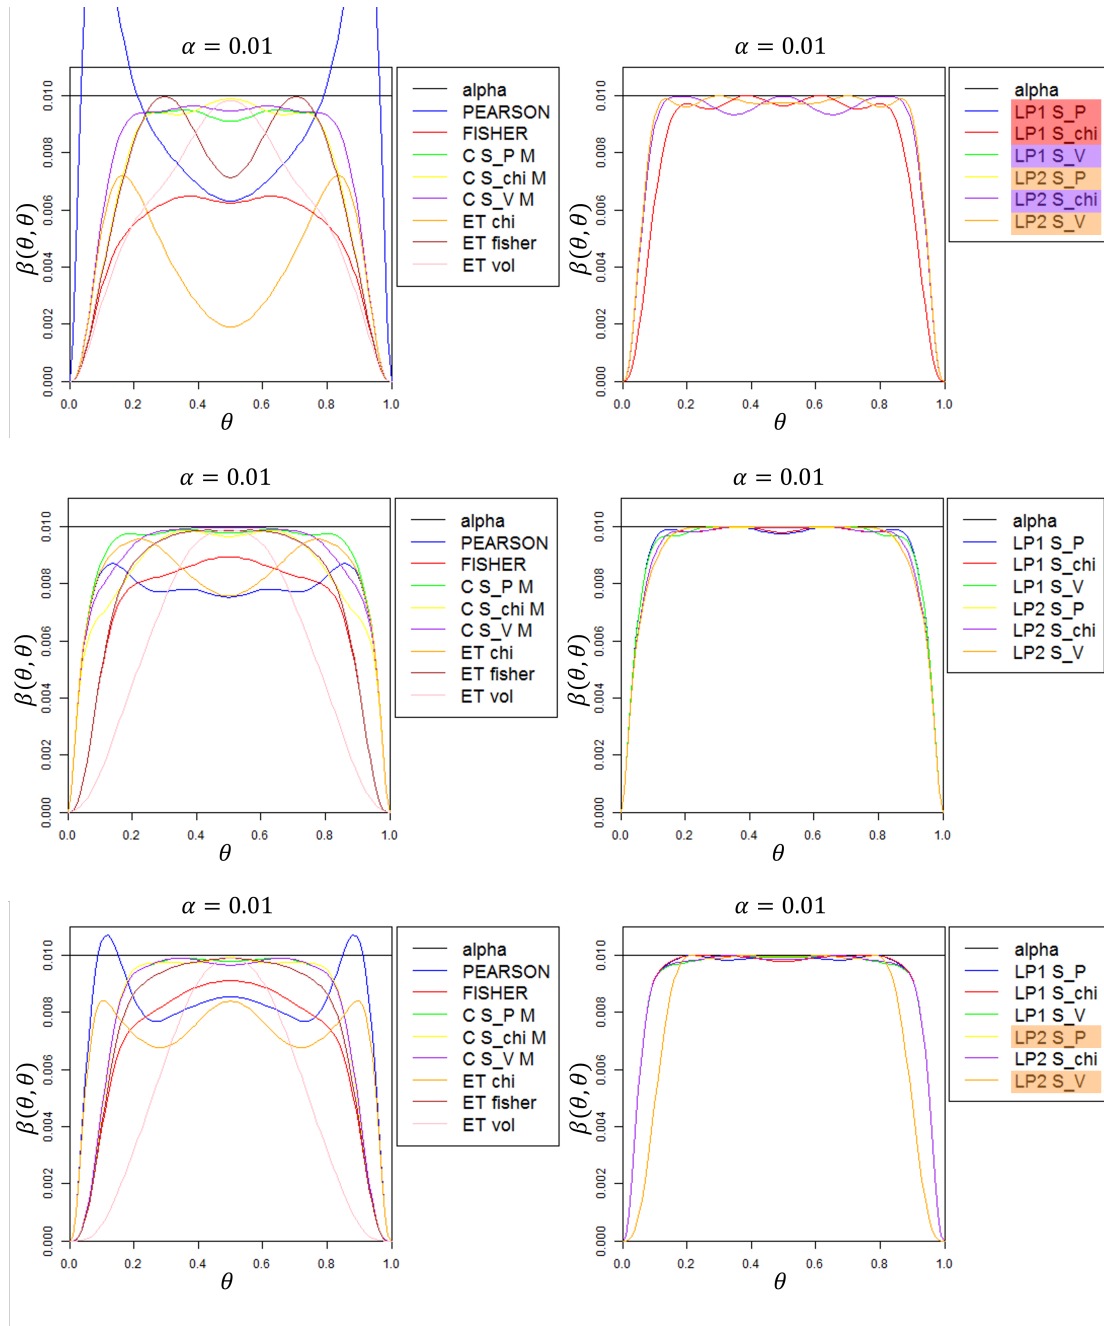 α = 0.01
α = 0.01
0.010
0.008
0.006
0.004
0.002
0.000
β(θ, θ)
0.0 0.2 0.4 0.6 0.8 1.0
θ
alpha
PEARSON
FISHER
C S_P M
C S_chi M
C S_V M
ET chi
ET fisher
ET vol
0.010
0.008
0.006
0.004
0.002
0.000
β(θ, θ)
0.0 0.2 0.4 0.6 0.8 1.0
θ
alpha
LP1 S_P
LP1 S_chi
LP1 S_V
LP2 S_P
LP2 S_chi
LP2 S_V
α = 0.01
α = 0.01
0.010
0.008
0.006
0.004
0.002
0.000
β(θ, θ)
0.0 0.2 0.4 0.6 0.8 1.0
θ
alpha
PEARSON
FISHER
C S_P M
C S_chi M
C S_V M
ET chi
ET fisher
ET vol
0.010
0.008
0.006
0.004
0.002
0.000
β(θ, θ)
0.0 0.2 0.4 0.6 0.8 1.0
θ
alpha
LP1 S_P
LP1 S_chi
LP1 S_V
LP2 S_P
LP2 S_chi
LP2 S_V
α = 0.01
α = 0.01
0.010
0.008
0.006
0.004
0.002
0.000
β(θ, θ)
0.0 0.2 0.4 0.6 0.8 1.0
θ
alpha
PEARSON
FISHER
C S_P M
C S_chi M
C S_V M
ET chi
ET fisher
ET vol
0.010
0.008
0.006
0.004
0.002
0.000
β(θ, θ)
0.0 0.2 0.4 0.6 0.8 1.0
θ
alpha
LP1 S_P
LP1 S_chi
LP1 S_V
LP2 S_P
LP2 S_chi
LP2 S_V